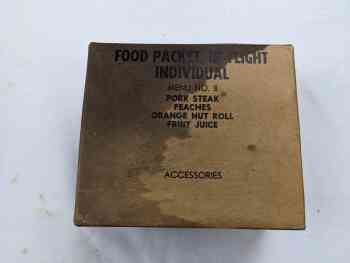 FOOD PACKET, IN-FLIGHT
INDIVIDUAL
MENU NO. 8
PORK STEAK
PEACHES
ORANGE NUT ROLL
FRUIT JUICE
ACCESSORIES